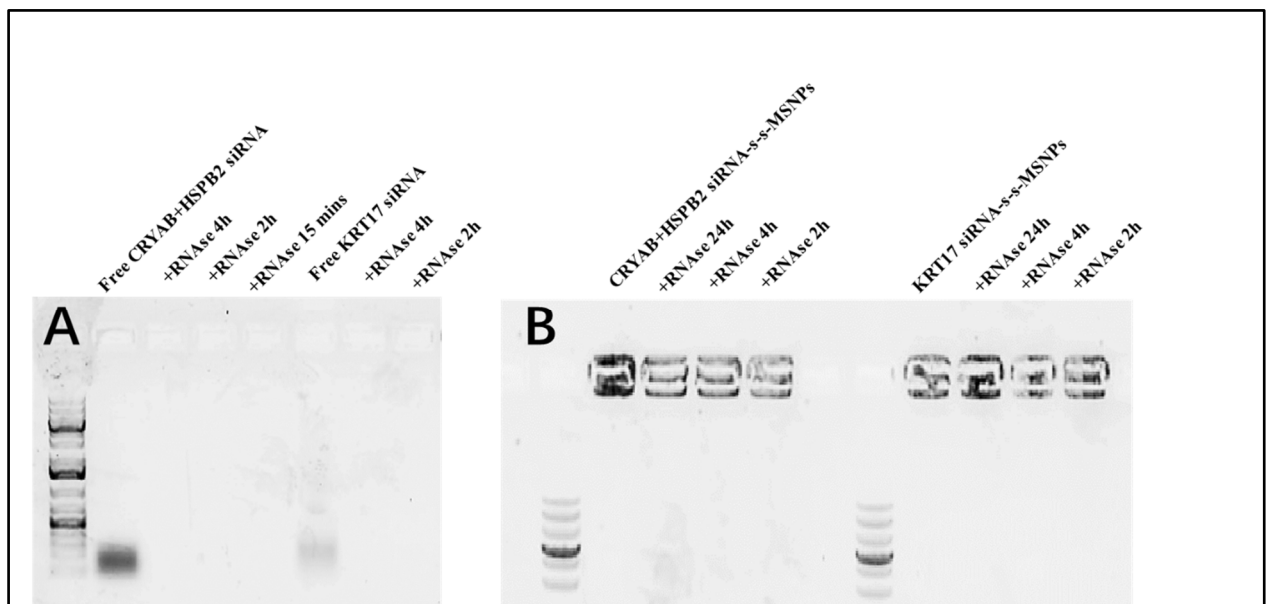 Free CRYAB+HSPB2 siRNA
+RNAse 4h
+RNAse 2h
+RNAse 15 mins
Free KRT17 siRNA
+RNAse 4h
+RNAse 2h
CRYAB+HSPB2 siRNA-s-s-MSNPs
+RNAse 24h
+RNAse 4h
+RNAse 2h
KRT17 siRNA-s-s-MSNPs
+RNAse 24h
+RNAse 4h
+RNAse 2h
A
B